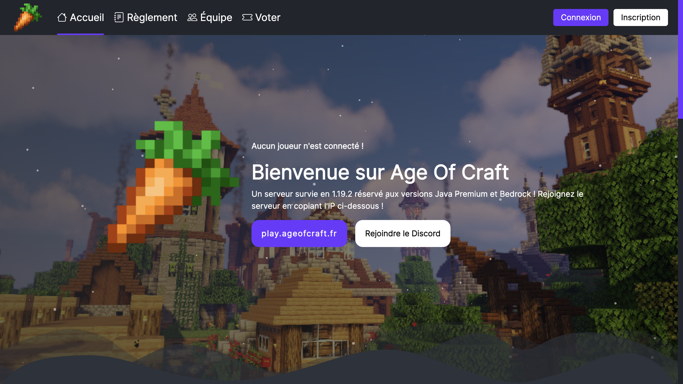 Accueil
Règlement
Équipe
Voter
Connexion
Inscription
Aucun joueur n'est connecté !
Bienvenue sur Age Of Craft
Un serveur survie en 1.19.2 réservé aux versions Java Premium et Bedrock ! Rejoignez le
serveur en copiant l'IP ci-dessous !
play.ageofcraft.fr
Rejoindre le Discord